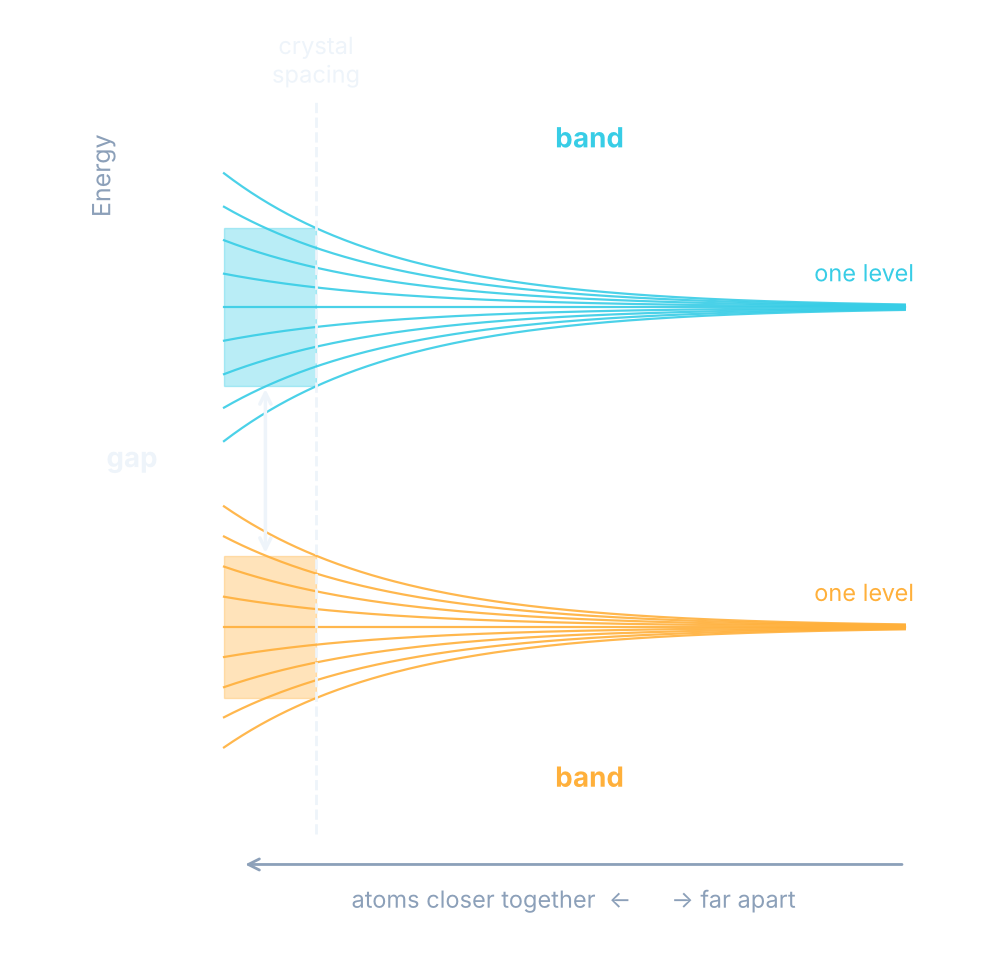 crystal
spacing
band
Energy
one level
gap
one level
band
atoms closer together ← → far apart